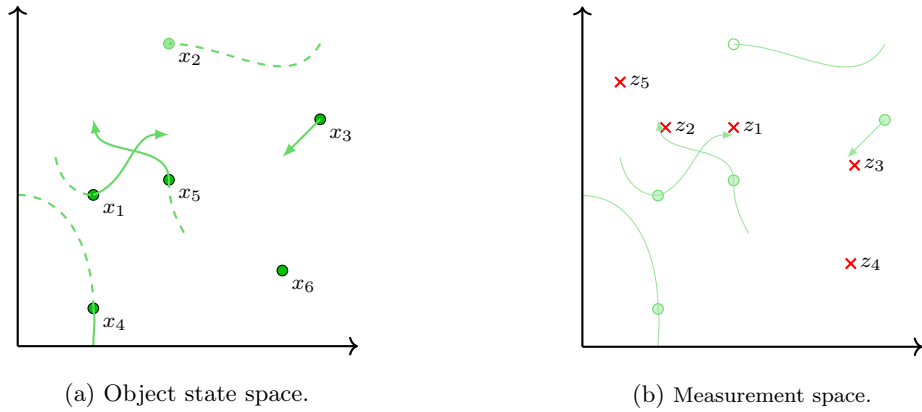 x2
z5
x3
z2
z1
z3
x5
x1
x6
z4
x4
(a) Object state space.
(b) Measurement space.